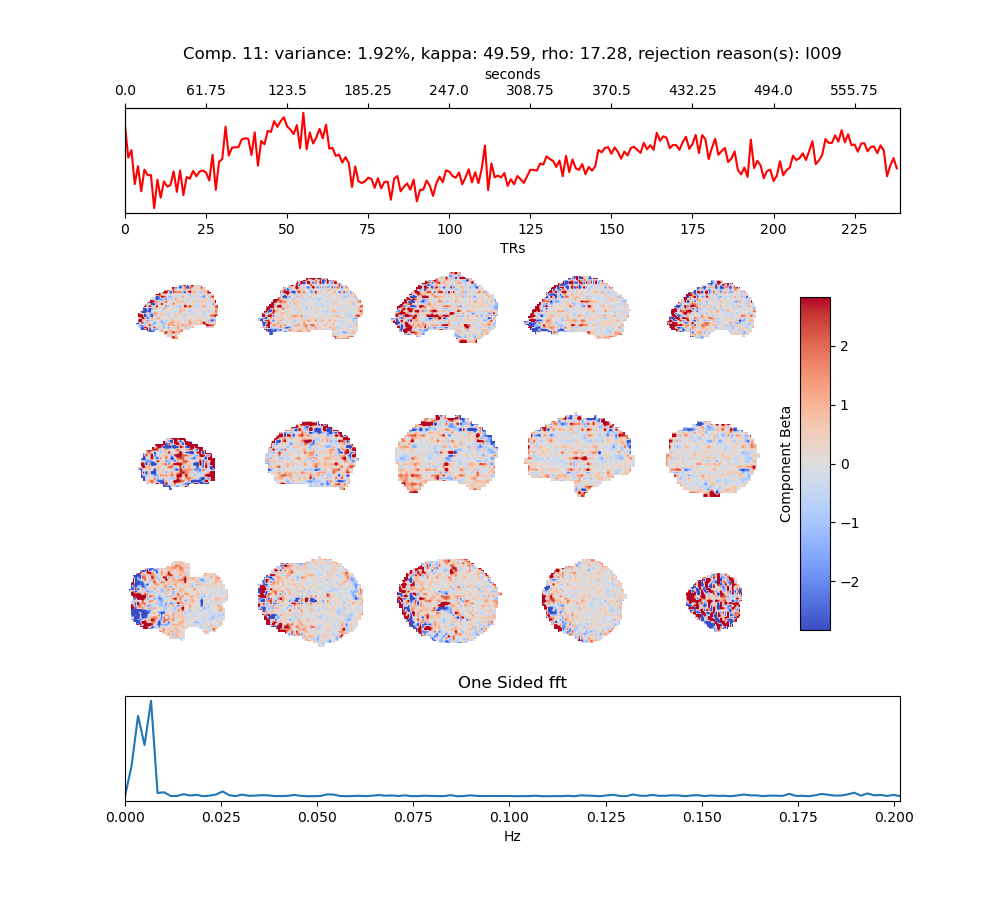 Comp. 11: variance: 1.92%, kappa: 49.59, rho: 17.28, rejection reason(s): I009
seconds
0.0 61.75 123.5 185.25 247.0 308.75 370.5 432.25 494.0 555.75
0 25 50 75 100 125 150 175 200 225
TRs
2
1
0
−1
−2
Component Beta
One Sided fft
0.000 0.025 0.050 0.075 0.100 0.125 0.150 0.175 0.200
Hz